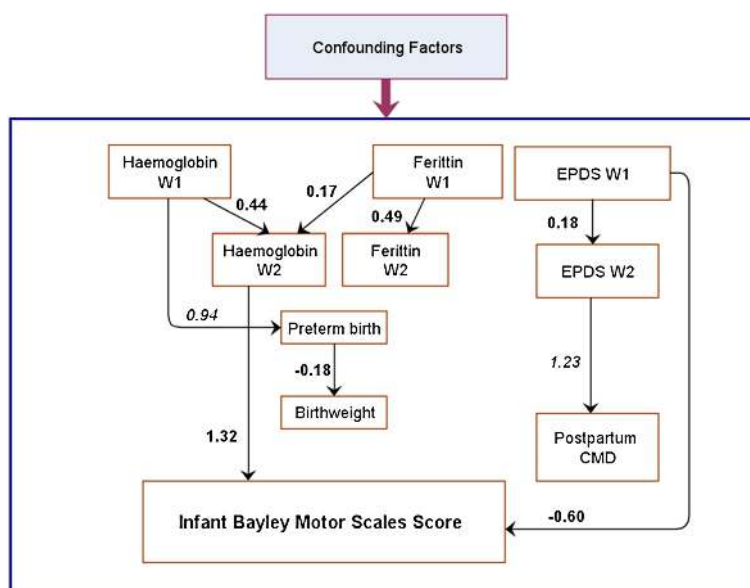 Confounding Factors
Haemoglobin
W1
Ferittin
W1
EPDS W1
0.44
0.17
0.49
0.18
Haemoglobin
W2
Ferittin
W2
EPDS W2
0.94
Preterm birth
-0.18
1.23
Birthweight
1.32
Postpartum
CMD
Infant Bayley Motor Scales Score
-0.60